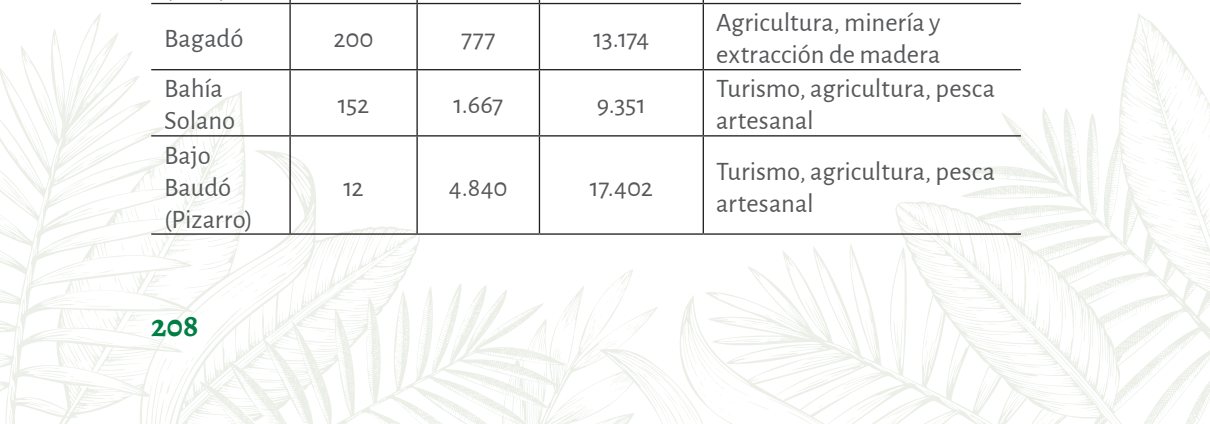 Bagadó 200 777 13.174 Agricultura, minería y
extracción de madera
Bahía
Solano 152 1.667 9.351 Turismo, agricultura, pesca
artesanal
Bajo
Baudó
(Pizarro) 12 4.840 17.402 Turismo, agricultura, pesca
artesanal
208